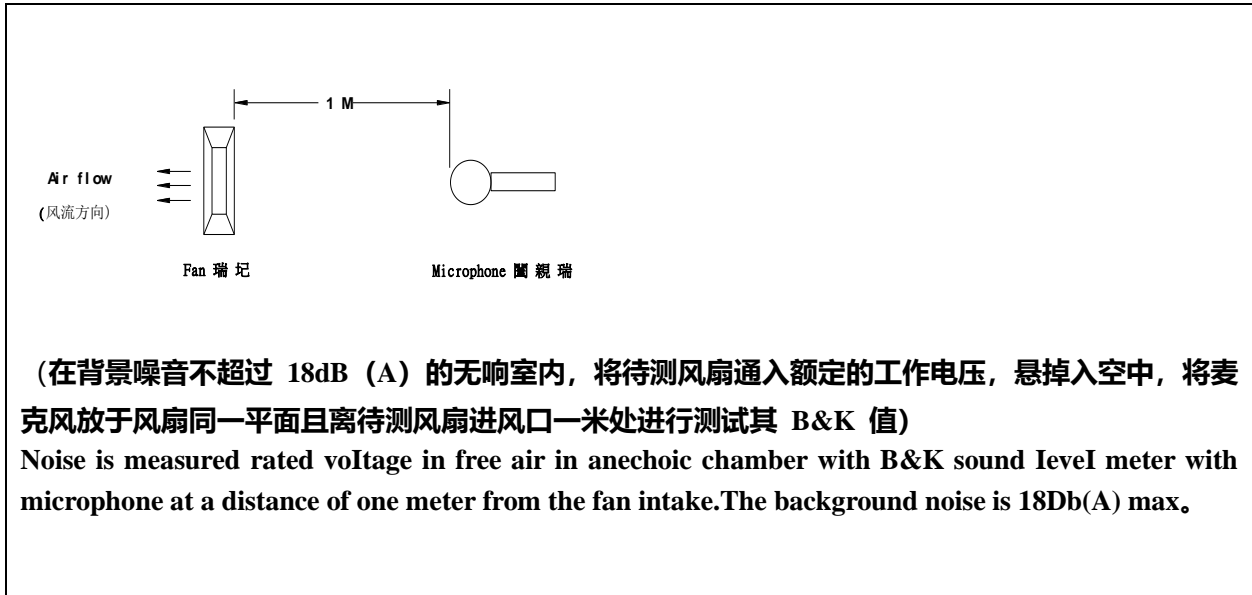 1 M
Air flow
(风流方向)
Fan 瑞 圮
Microphone 闔 親 瑞
（在背景噪音不超过 18dB（A）的无响室内，将待测风扇通入额定的工作电压，悬掉入空中，将麦
克风放于风扇同一平面且离待测风扇进风口一米处进行测试其 B&K 值)
Noise is measured rated voItage in free air in anechoic chamber with B&K sound IeveI meter with
microphone at a distance of one meter from the fan intake.The background noise is 18Db(A) max。